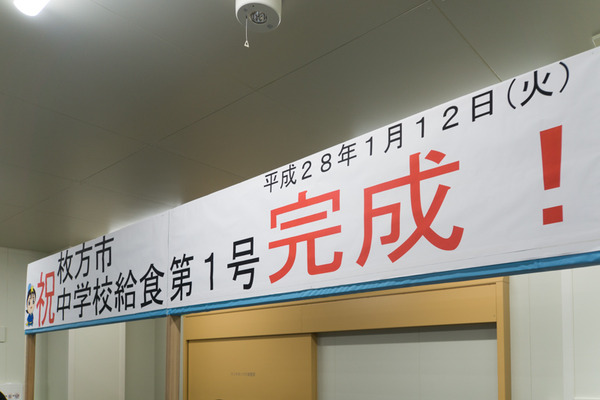 平成28年1月12日(火)
祝 枚方市
中学校給食第1号 完成!